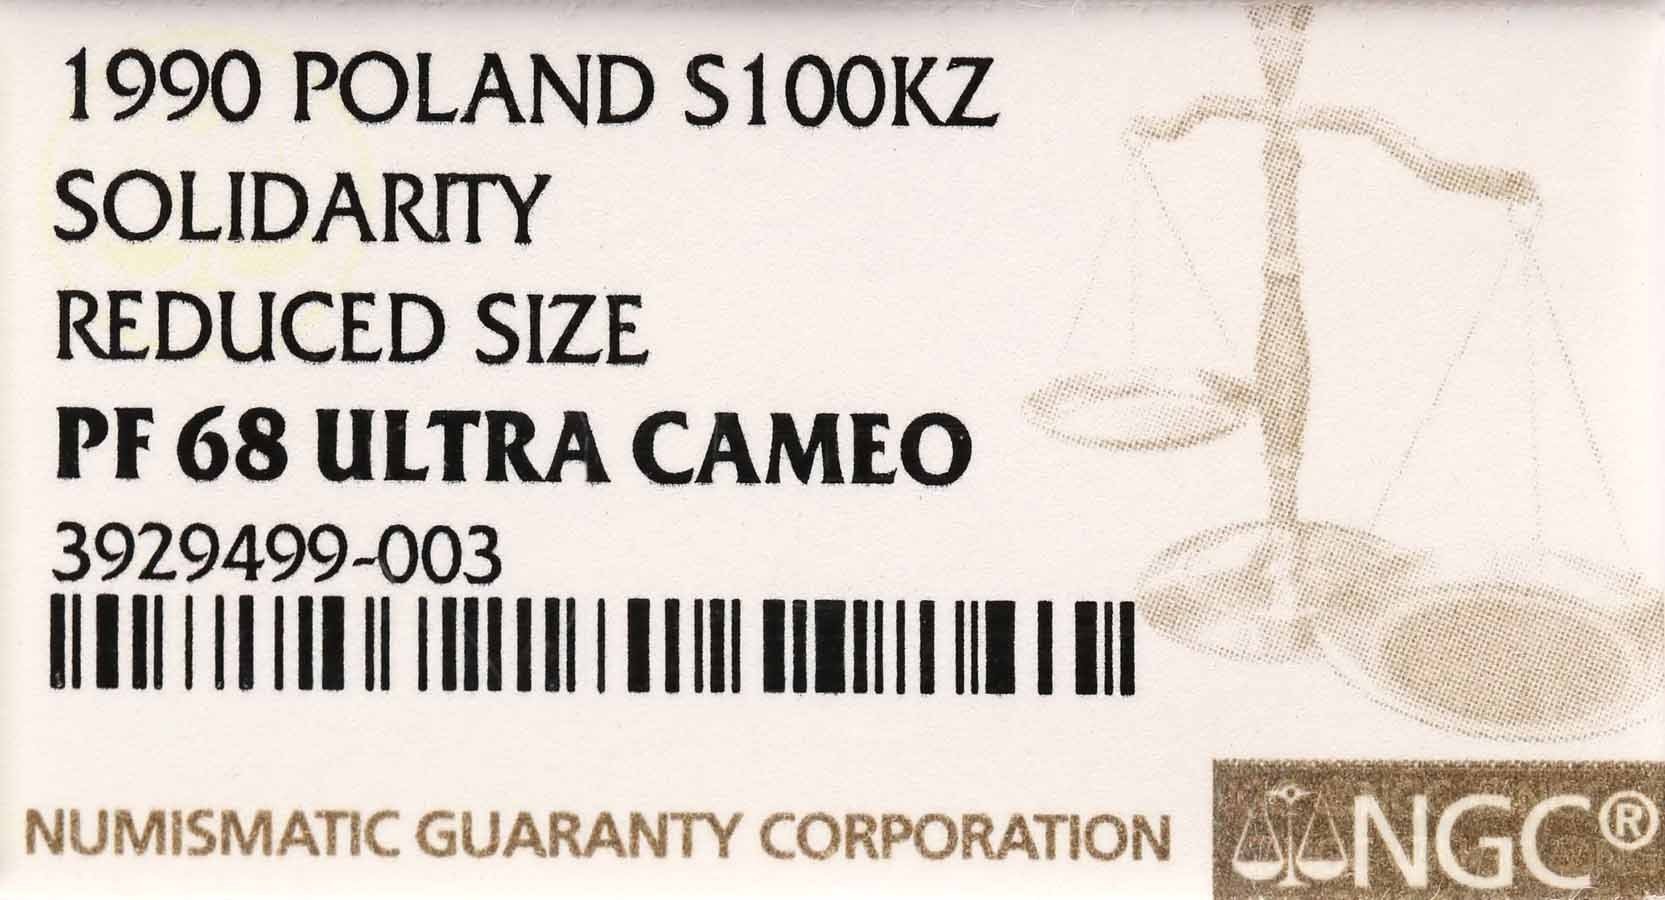 1990 POLAND S100KZ
SOLIDARITY
REDUCED SIZE
PF 68 ULTRA CAMEO
3929499-003
NUMISMATIC GUARANTY CORPORATION
NGC®